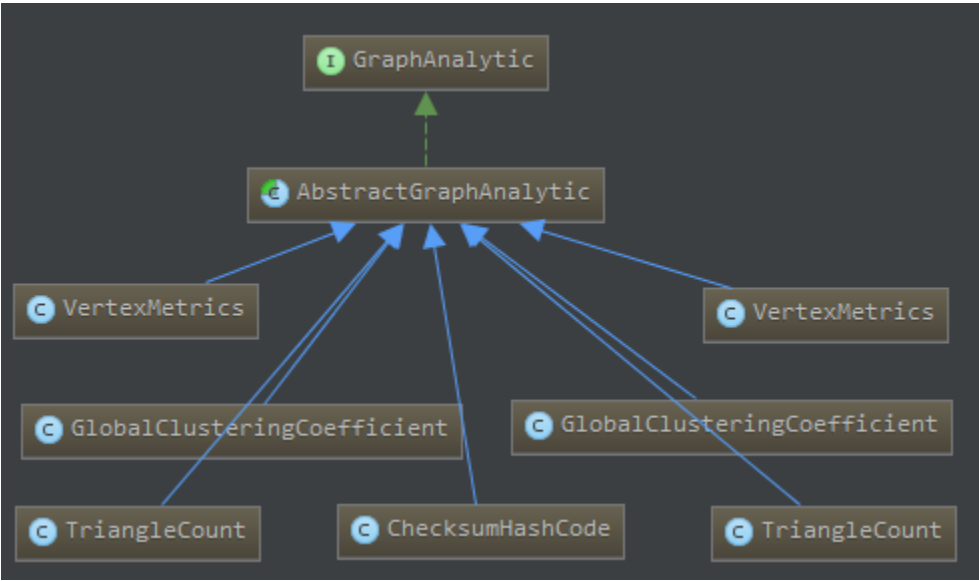 I GraphAnalytic
C AbstractGraphAnalytic
C VertexMetrics
C VertexMetrics
C GlobalClusteringCoefficient
C GlobalClusteringCoefficient
C TriangleCount
C ChecksumHashCode
C TriangleCount